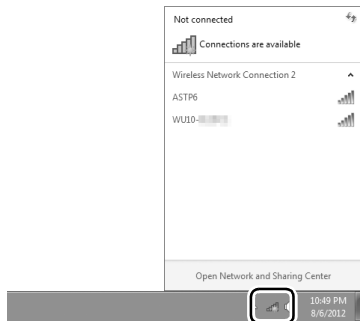 Not connected
Connections are available
Wireless Network Connection 2
ASTP6
WU10-
Open Network and Sharing Center
10:49 PM
8/6/2012